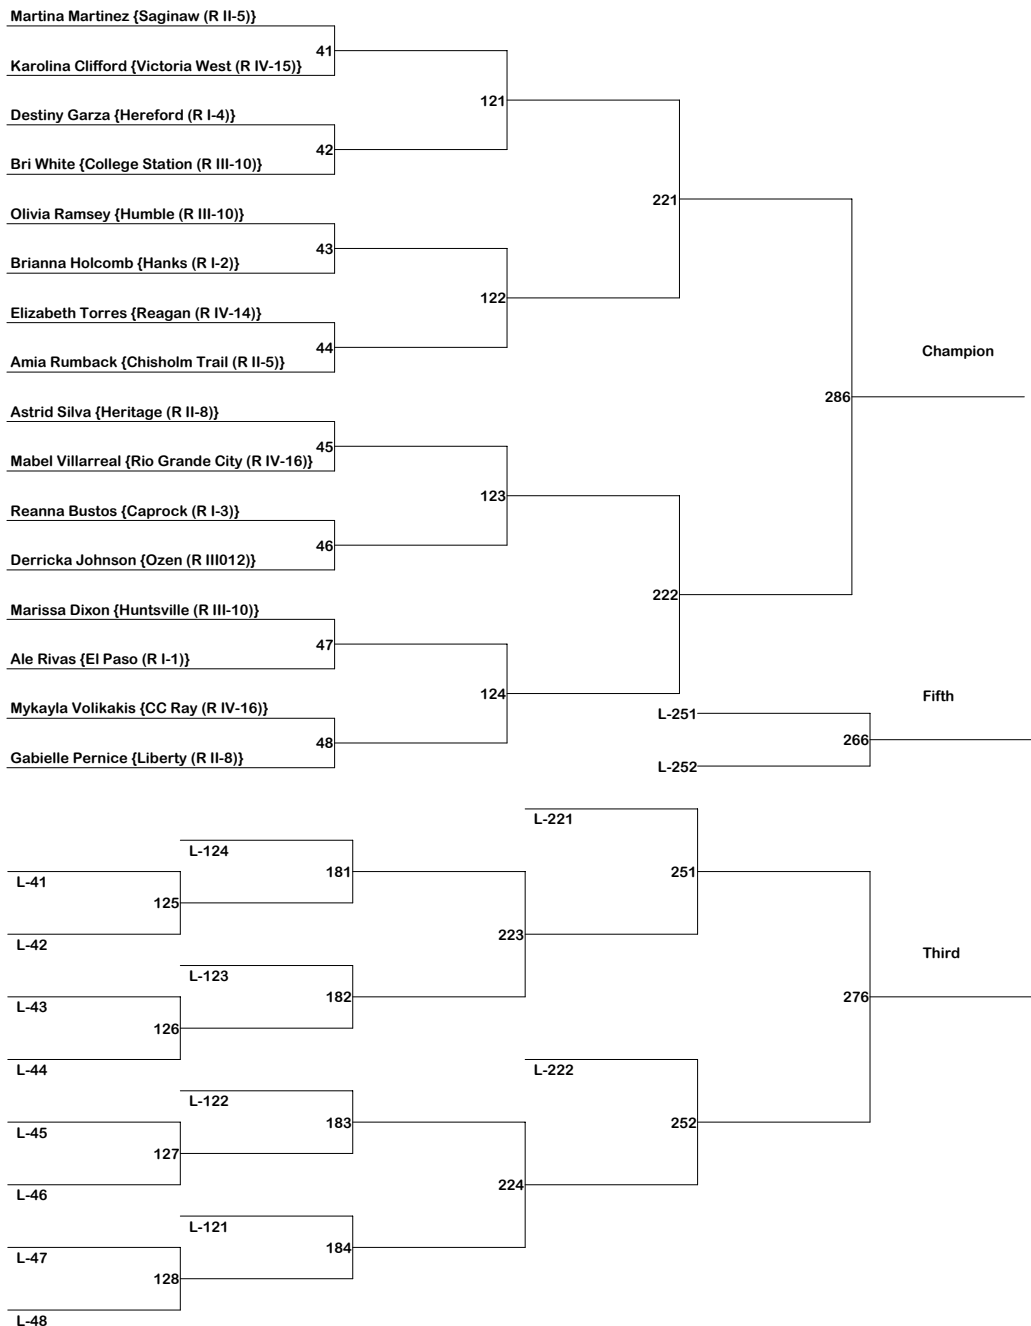 Martina Martinez {Saginaw (R II-5)}
41
Karolina Clifford {Victoria West (R IV-15)}
121
Destiny Garza {Hereford (R I-4)}
42
Bri White {College Station (R III-10)}
221
Olivia Ramsey {Humble (R III-10)}
43
Brianna Holcomb {Hanks (R I-2)}
122
Elizabeth Torres {Reagan (R IV-14)}
44
Amia Rumback {Chisholm Trail (R II-5)}
Champion
286
Astrid Silva {Heritage (R II-8)}
45
Mabel Villarreal {Rio Grande City (R IV-16)}
123
Reanna Bustos {Caprock (R I-3)}
46
Derricka Johnson {Ozen (R III012)}
222
Marissa Dixon {Huntsville (R III-10)}
47
Ale Rivas {El Paso (R I-1)}
124
Fifth
Mykayla Volikakis {CC Ray (R IV-16)}
L-251
48
266
Gabielle Pernice {Liberty (R II-8)}
L-252
L-221
L-124
181
251
L-41
125
223
L-42
Third
L-123
182
276
L-43
126
L-44
L-222
L-122
183
252
L-45
127
224
L-46
L-121
184
L-47
128
L-48